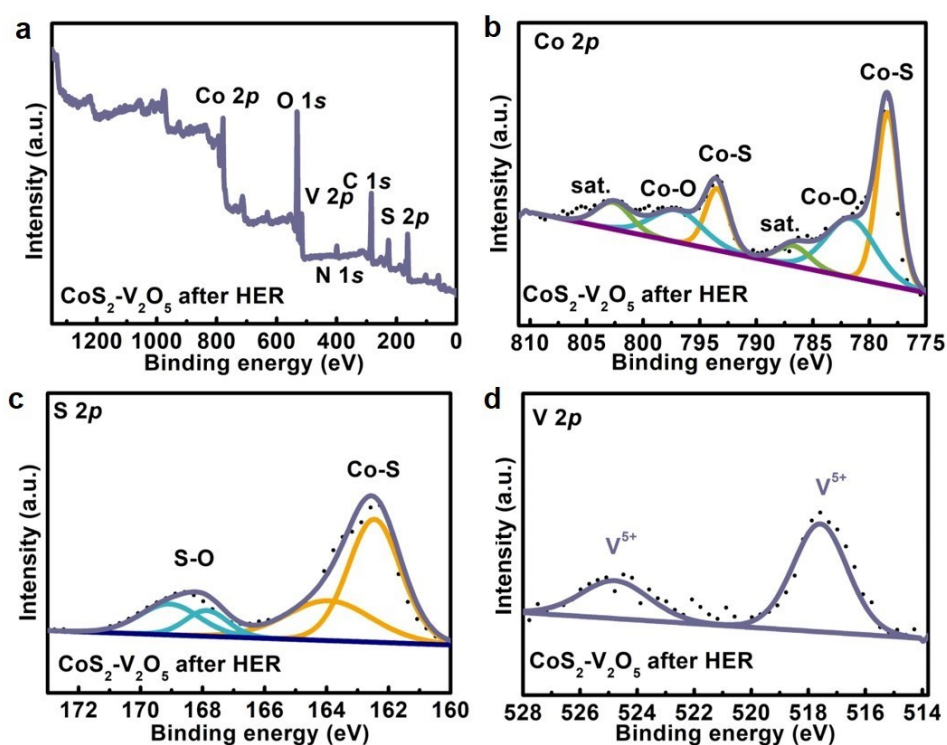 a
Co 2p
O 1s
V 2p
C 1s
S 2p
N 1s
CoS₂-V₂O₅ after HER
Intensity (a.u.)
1200 1000 800 600 400 200 0
Binding energy (eV)
b
Co 2p
Co-S
Co-S
sat.
Co-O
sat.
Co-O
CoS₂-V₂O₅ after HER
Intensity (a.u.)
810 805 800 795 790 785 780 775
Binding energy (eV)
c
S 2p
Co-S
S-O
CoS₂-V₂O₅ after HER
Intensity (a.u.)
172 170 168 166 164 162 160
Binding energy (eV)
d
V 2p
V⁵⁺
V⁵⁺
CoS₂-V₂O₅ after HER
Intensity (a.u.)
528 526 524 522 520 518 516 514
Binding energy (eV)